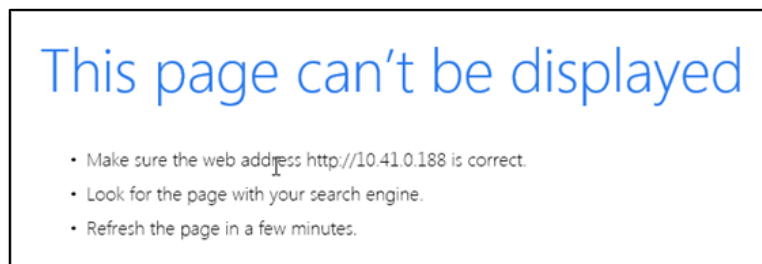 This page can't be displayed
• Make sure the web address http://10.41.0.188 is correct.
• Look for the page with your search engine.
• Refresh the page in a few minutes.